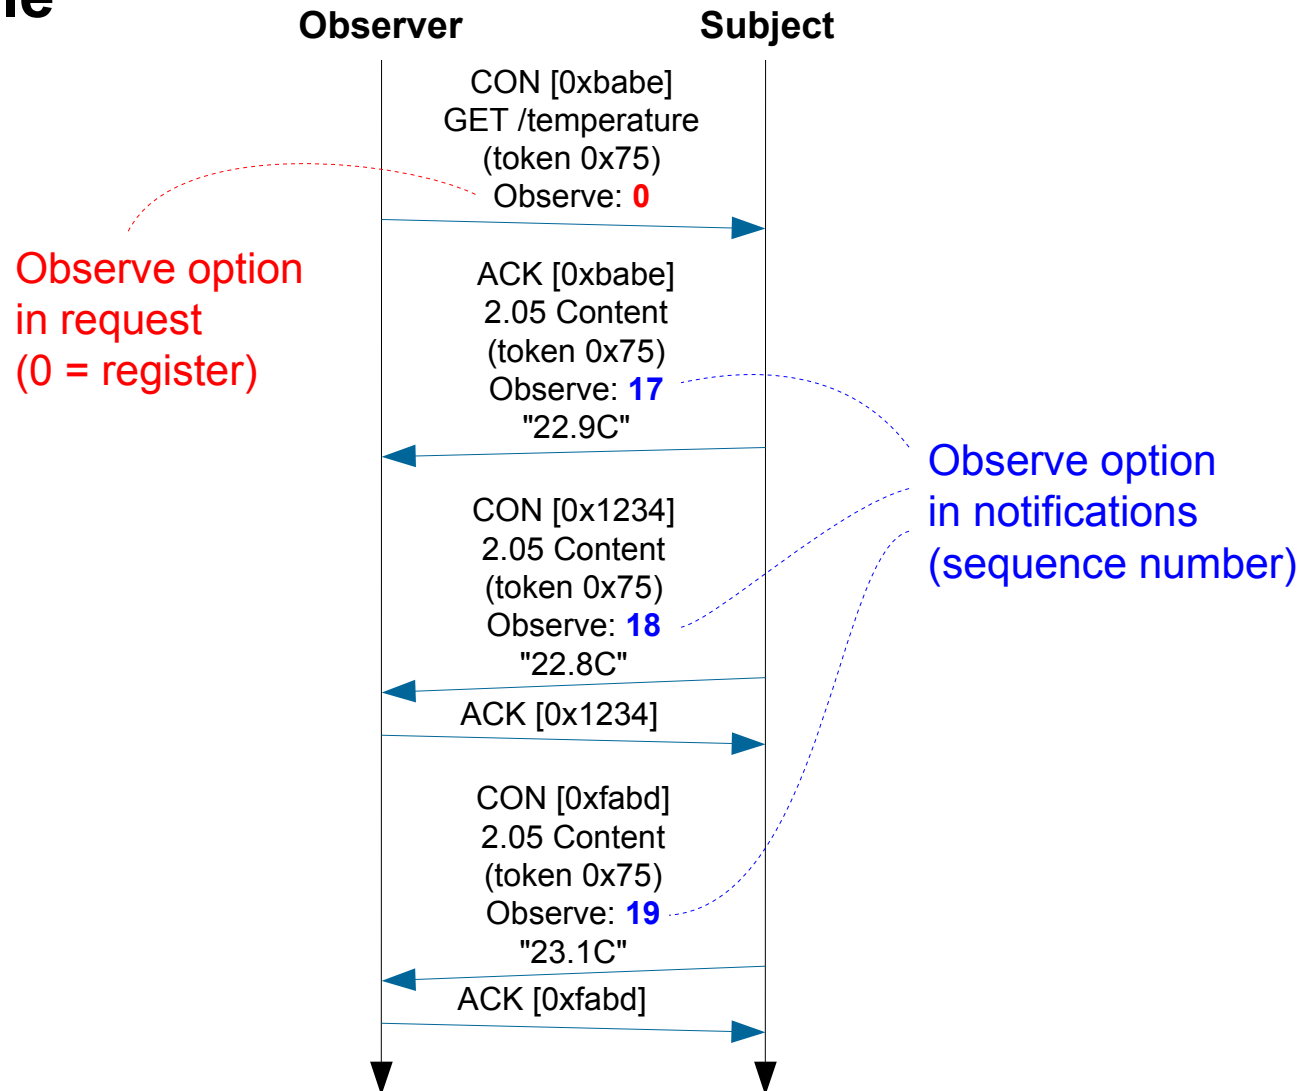 Observer
Subject
CON [0xbabe]
GET /temperature
(token 0x75)
Observe: 0
Observe option
in request
(0 = register)
ACK [0xbabe]
2.05 Content
(token 0x75)
Observe: 17
"22.9C"
Observe option
in notifications
(sequence number)
CON [0x1234]
2.05 Content
(token 0x75)
Observe: 18
"22.8C"
ACK [0x1234]
CON [0xfabd]
2.05 Content
(token 0x75)
Observe: 19
"23.1C"
ACK [0xfabd]